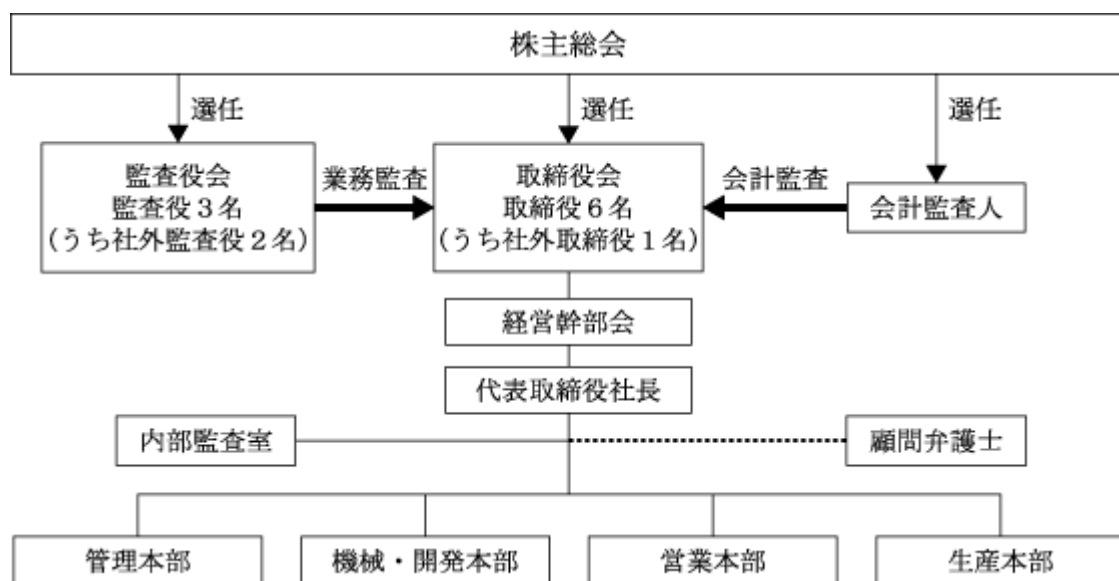 株主総会
選任
選任
選任
監査役会
監査役3名
(うち社外監査役2名)
業務監査
取締役会
取締役6名
(うち社外取締役1名)
会計監査
会計監査人
経営幹部会
代表取締役社長
内部監査室
顧問弁護士
管理本部
機械・開発本部
営業本部
生産本部